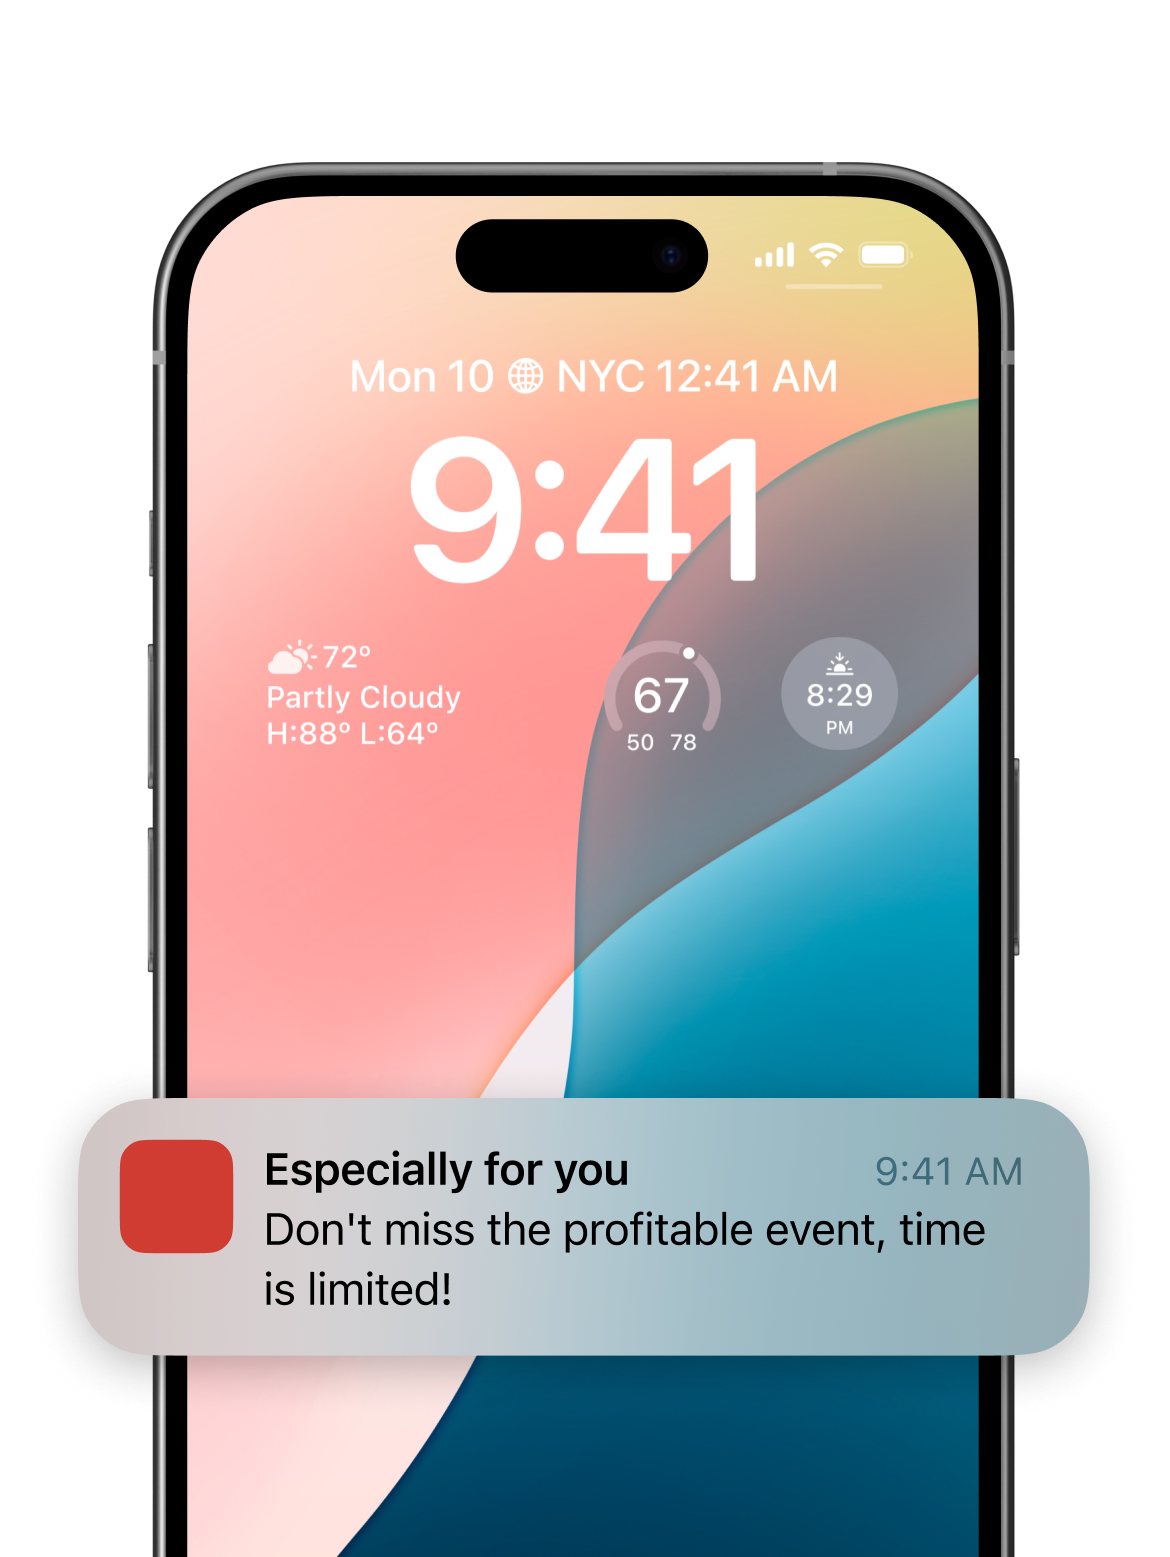 Mon 10 NYC 12:41 AM
9:41
72°
Partly Cloudy
H:88° L:64°
67
50 78
8:29
PM
Especially for you 9:41 AM
Don't miss the profitable event, time
is limited!